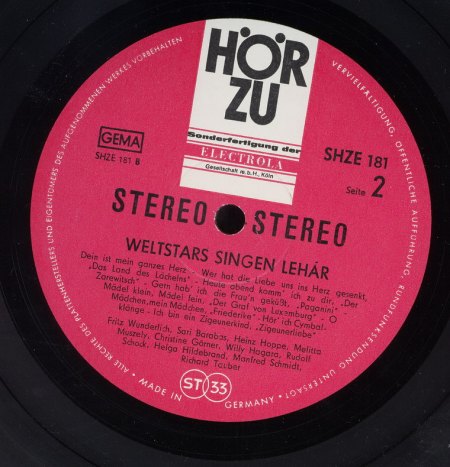 HÖR
ZU
Sonderfertigung der
ELECTROLA
Gesellschaft m.b.H., Köln
GEMA
SHZE 181 B
SHZE 181
Seite 2
STEREO STEREO
WELTSTARS SINGEN LEHÁR
Dein ist mein ganzes Herz - Wer hat die Liebe uns ins Herz gesenkt,
„Das Land des Lächelns" - Heute abend komm' ich zu dir, „Der
Zarewitsch" - Gern hab' ich die Frau'n geküßt, „Paganini" -
Mädel klein, Mädel fein, „Der Graf von Luxemburg" - O
Mädchen, mein Mädchen, „Friederike" - Hör' ich Cymbal-
klänge - Ich bin ein Zigeunerkind, „Zigeunerliebe"
Fritz Wunderlich, Sari Barabas, Heinz Hoppe, Melitta
Muszely, Christine Görner, Willy Hagara, Rudolf
Schock, Helga Hildebrand, Manfred Schmidt,
Richard Tauber
MADE IN ST 33 GERMANY
ALLE RECHTE DES PLATTENHERSTELLERS UND EIGENTÜMERS DES AUFGENOMMENEN WERKES VORBEHALTEN
VERVIELFÄLTIGUNG, ÖFFENTLICHE AUFFÜHRUNG, RUNDFUNKSENDUNG UNTERSAGT